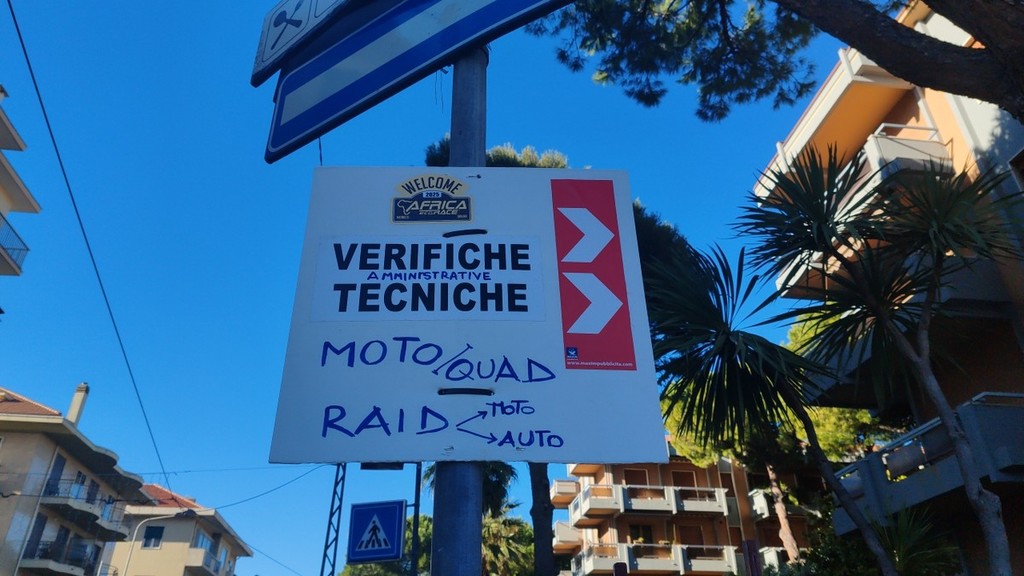 WELCOME
2025
AFRICA
ECO RACE
VERIFICHE
AMMINISTRATIVE
TECNICHE
MOTO/QUAD
RAID
MOTO
AUTO